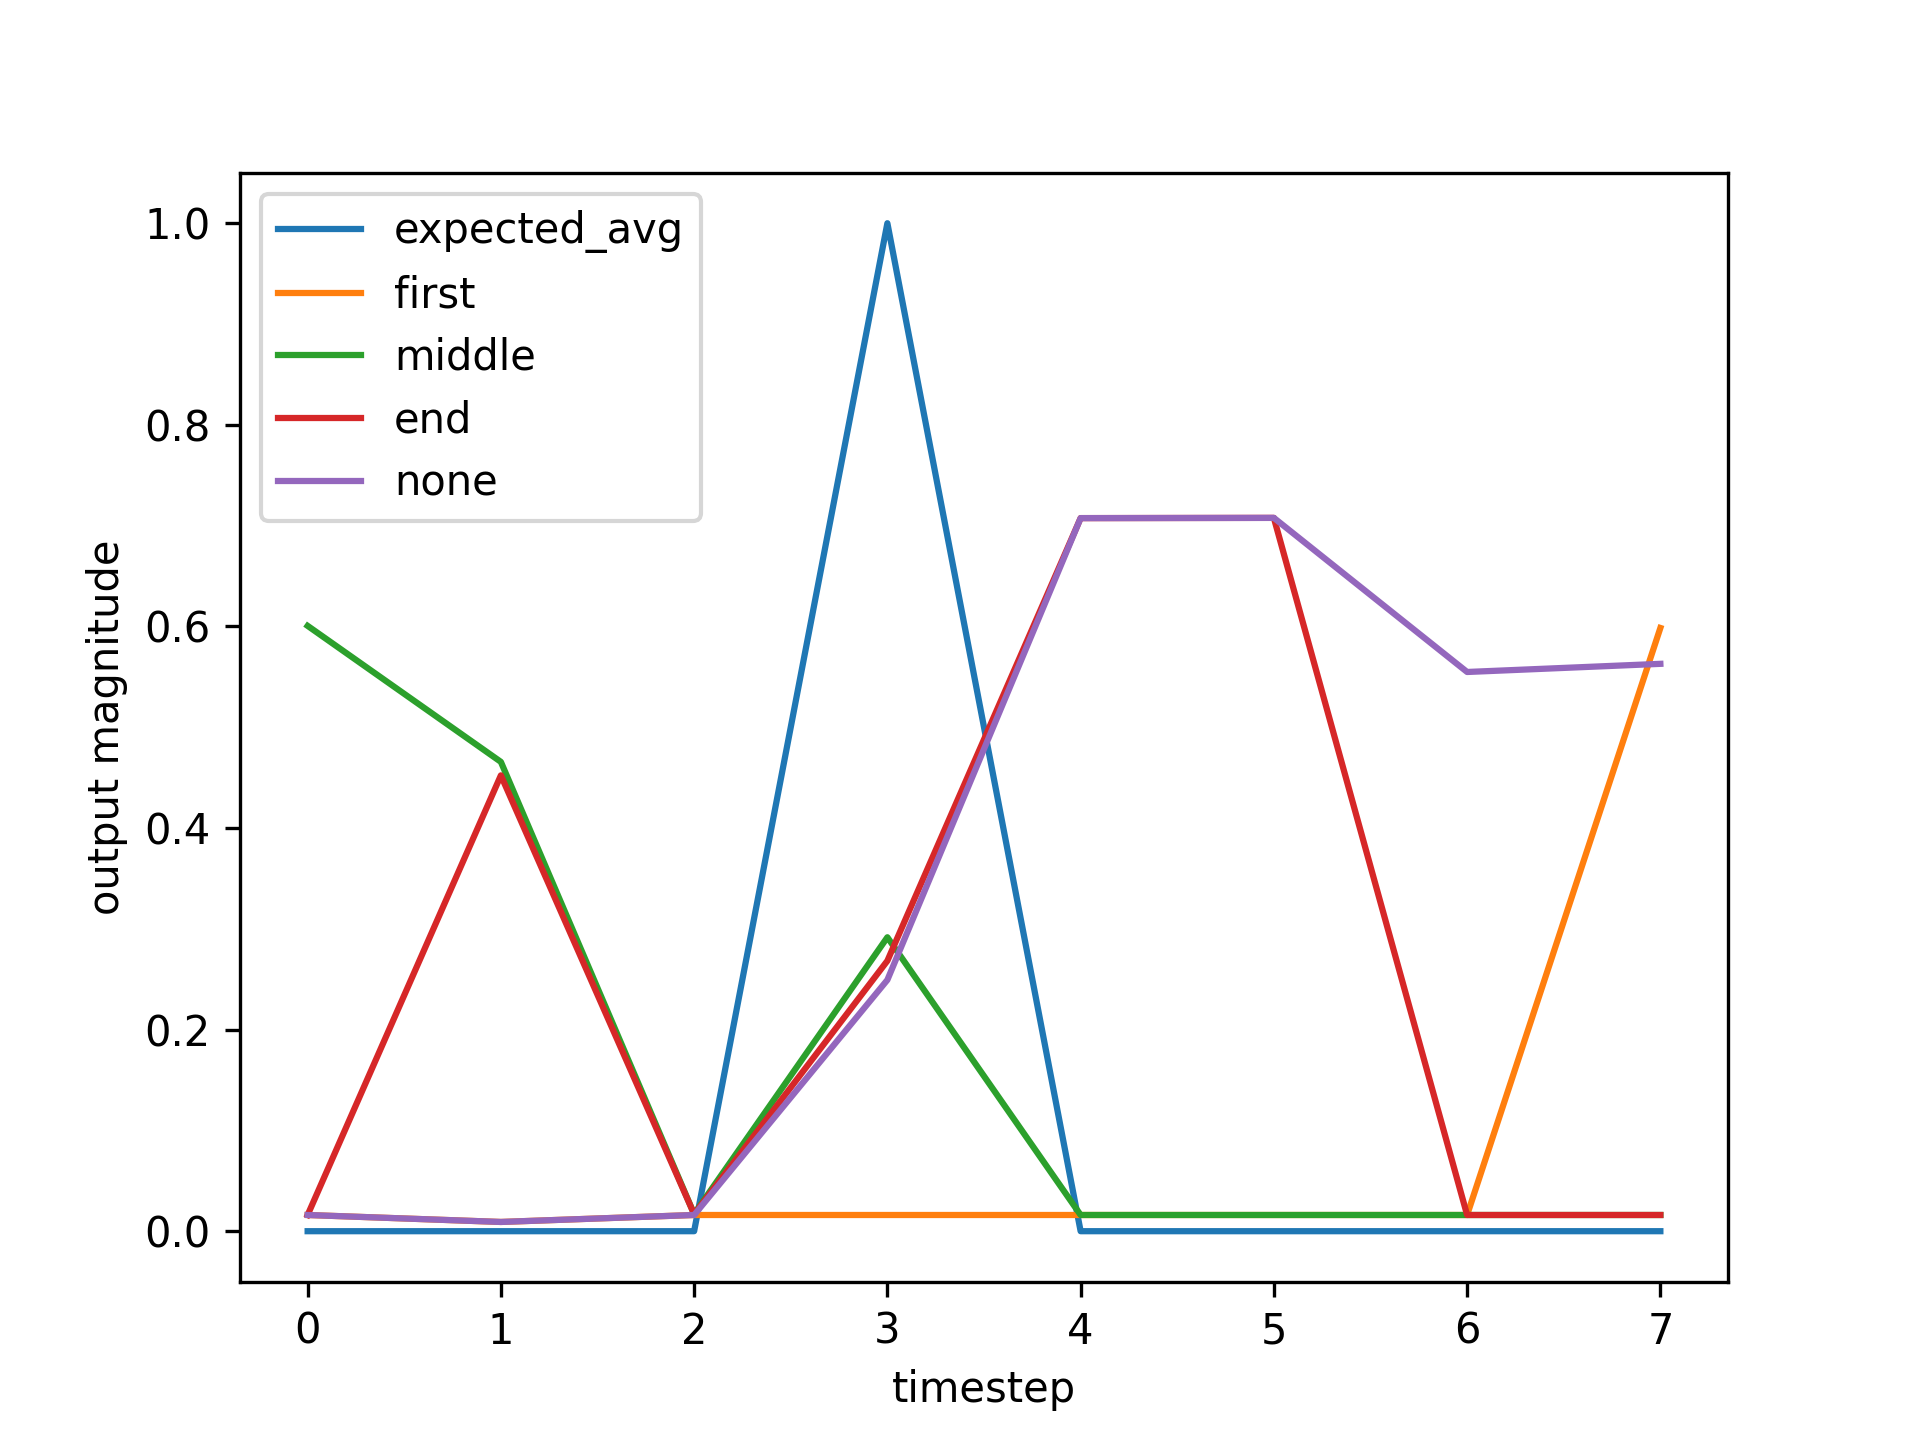 expected_avg
first
middle
end
none
1.0
0.8
0.6
0.4
0.2
0.0
output magnitude
0 1 2 3 4 5 6 7
timestep